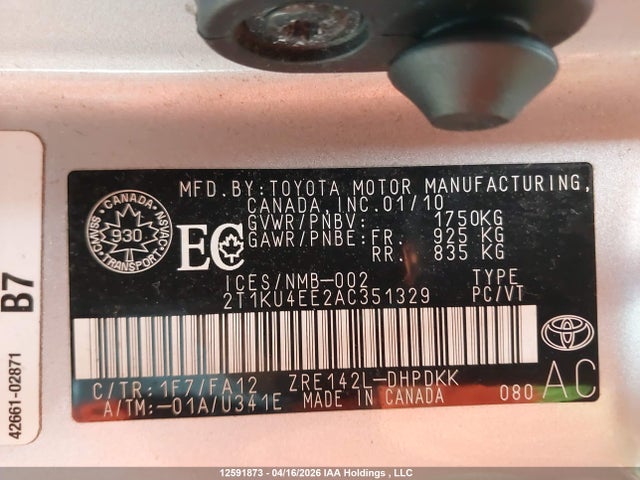 MFD.BY:TOYOTA MOTOR MANUFACTURING,
CANADA, INC.01/10
GVWR/PNBV: 1750KG
GAWR/PNBE:FR. 925 KG
RR. 835 KG
CANADA
CMVSS NSVAC
930
TRANSPORT
EC
ICES/NMB-002 TYPE
2T1KU4EE2AC351329 PC/VT
C/TR:1F7/FA12 ZRE142L-DHPDKK
A/TM:-01A/U341E MADE IN CANADA 080 AC
B7
42661-02871
12591873 - 04/16/2026 IAA Holdings , LLC